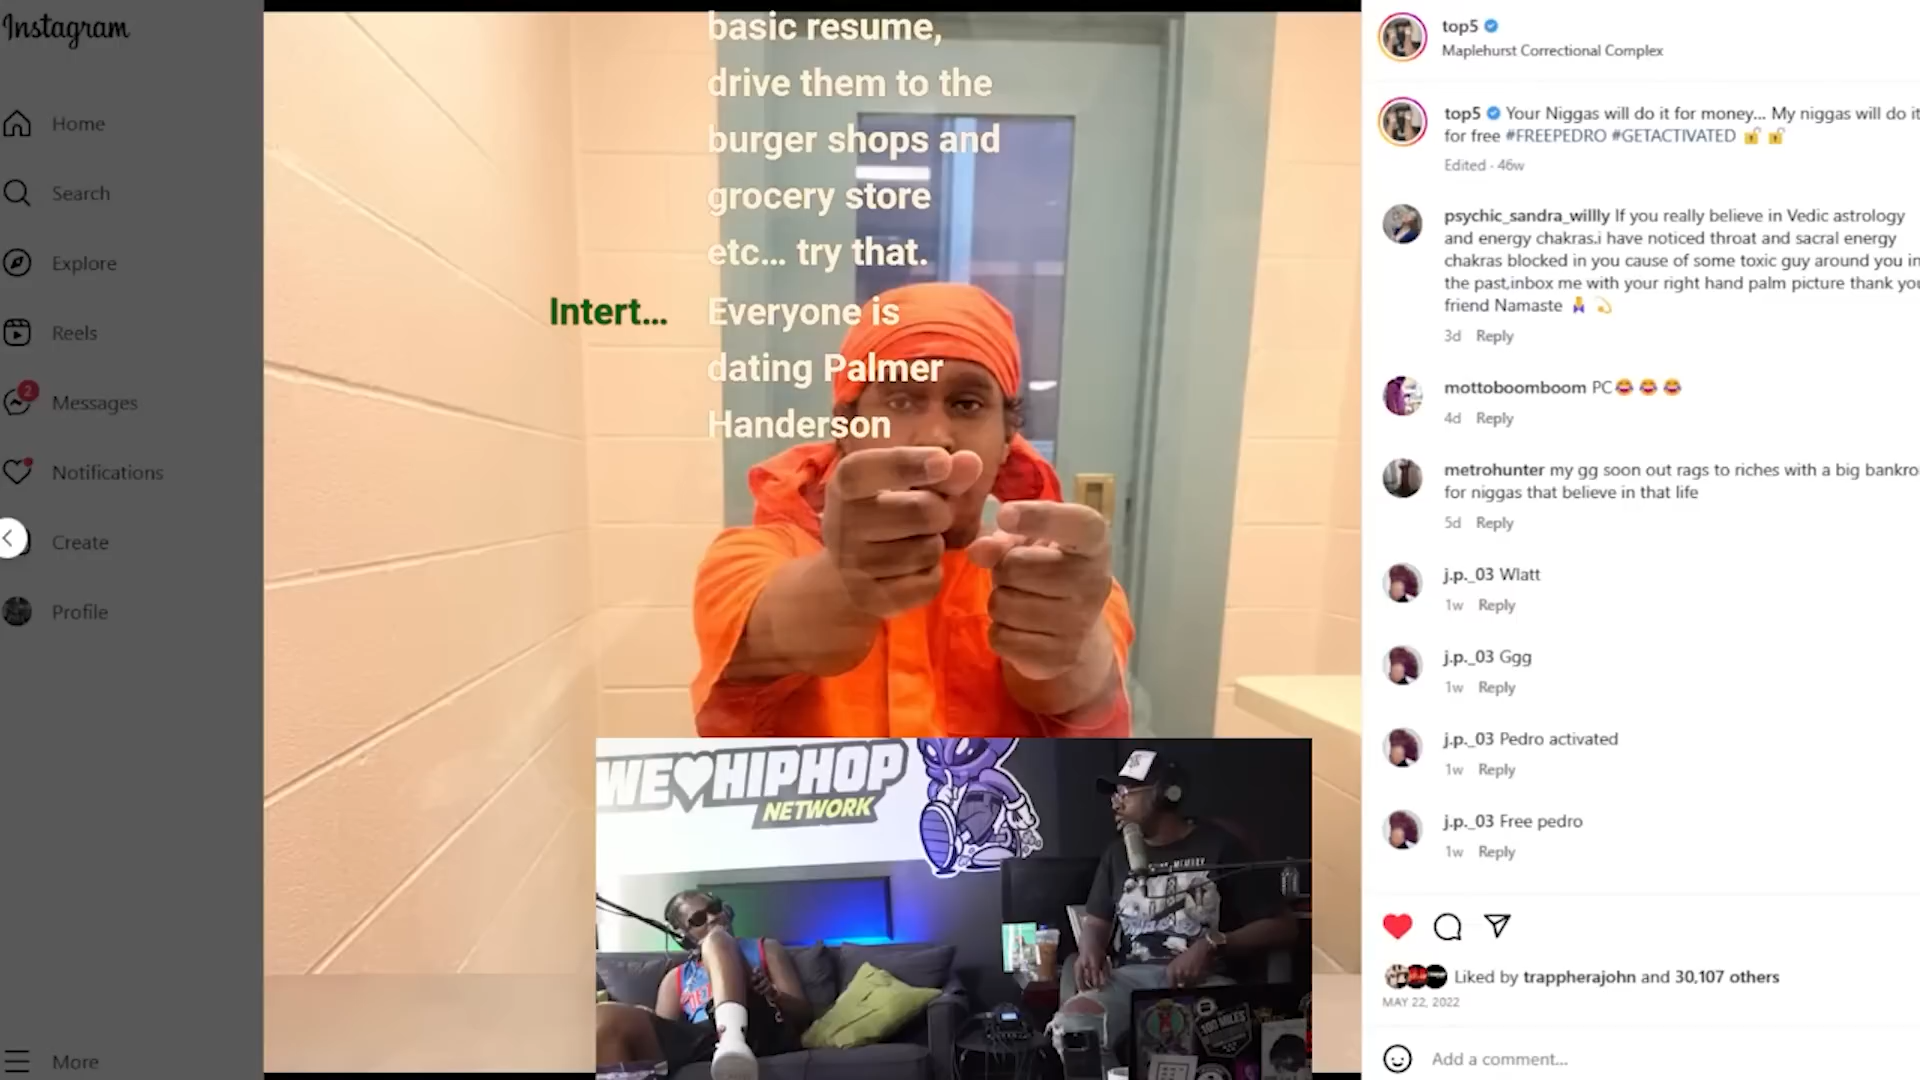 Instagram
Home
Search
Explore
Reels
2
Messages
Notifications
Create
Profile
More
basic resume,
drive them to the
burger shops and
grocery store
etc... try that.
Intert... Everyone is
dating Palmer
Handerson
WE HIPHOP
NETWORK
100 MILES
top5
Maplehurst Correctional Complex
top5 Your Niggas will do it for money... My niggas will do it
for free #FREEPEDRO #GETACTIVATED
Edited · 46w
psychic_sandra_willly If you really believe in Vedic astrology
and energy chakras.i have noticed throat and sacral energy
chakras blocked in you cause of some toxic guy around you in
the past,inbox me with your right hand palm picture thank you
friend Namaste
3d Reply
mottoboomboom PC
4d Reply
metrohunter my gg soon out rags to riches with a big bankro
for niggas that believe in that life
5d Reply
j.p._03 Wlatt
1w Reply
j.p._03 Ggg
1w Reply
j.p._03 Pedro activated
1w Reply
j.p._03 Free pedro
1w Reply
Liked by trappherajohn and 30,107 others
MAY 22, 2022
Add a comment...